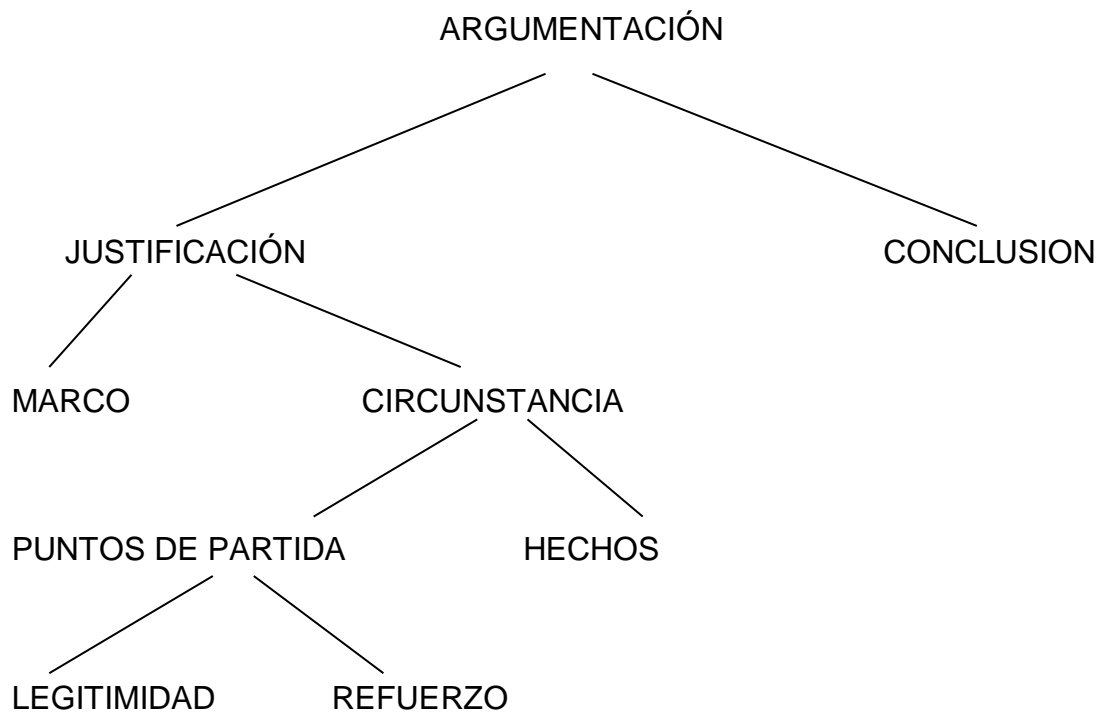 ARGUMENTACIÓN
JUSTIFICACIÓN CONCLUSION
MARCO CIRCUNSTANCIA
PUNTOS DE PARTIDA HECHOS
LEGITIMIDAD REFUERZO